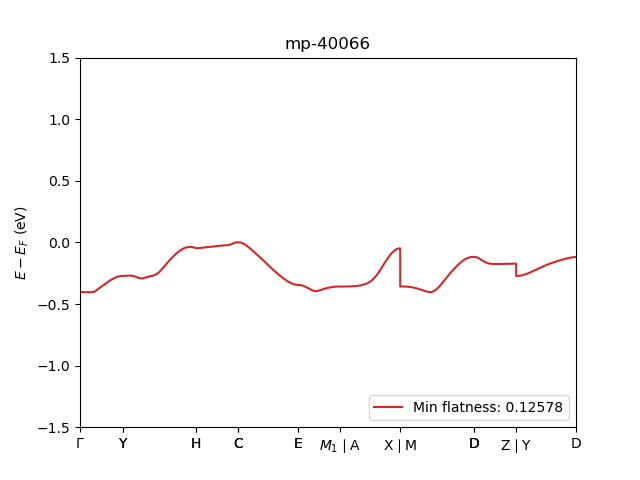 mp-40066
1.5
1.0
0.5
0.0
−0.5
−1.0
−1.5
E − E_F (eV)
Min flatness: 0.12578
Γ Y H C E M₁ | A X | M D Z | Y D